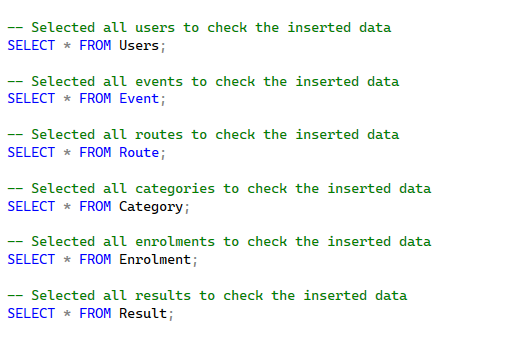 -- Selected all users to check the inserted data
SELECT * FROM Users;
-- Selected all events to check the inserted data
SELECT * FROM Event;
-- Selected all routes to check the inserted data
SELECT * FROM Route;
-- Selected all categories to check the inserted data
SELECT * FROM Category;
-- Selected all enrolments to check the inserted data
SELECT * FROM Enrolment;
-- Selected all results to check the inserted data
SELECT * FROM Result;